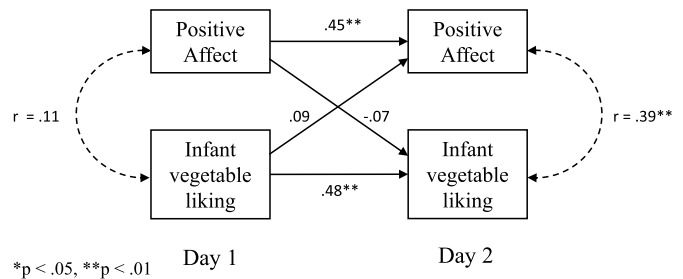 Positive
Affect
.45**
Positive
Affect
r = .11
.09
-.07
r = .39**
Infant
vegetable
liking
.48**
Infant
vegetable
liking
Day 1
Day 2
*p < .05, **p < .01